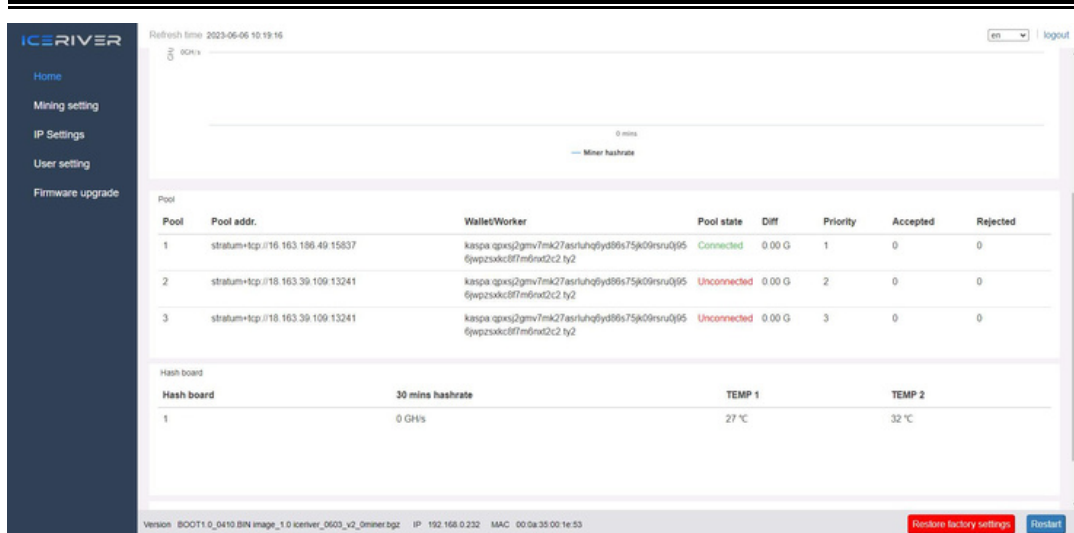 ICERIVER
Refresh time 2023-06-06 10:19:16
en
logout
Home
Mining setting
IP Settings
User setting
Firmware upgrade
0GH/s
0 mins
Miner hashrate
Pool
Pool Pool addr. Wallet/Worker Pool state Diff Priority Accepted Rejected
1 stratum+tcp://16.163.186.49:15837 kaspa:qpxsj2gmv7mk27asrluhq6yd86s75jk09rsru0j95 Connected 0.00 G 1 0 0
6jwpzsxkc8f7m6nxt2c2.ty2
2 stratum+tcp://18.163.39.109:13241 kaspa:qpxsj2gmv7mk27asrluhq6yd86s75jk09rsru0j95 Unconnected 0.00 G 2 0 0
6jwpzsxkc8f7m6nxt2c2.ty2
3 stratum+tcp://18.163.39.109:13241 kaspa:qpxsj2gmv7mk27asrluhq6yd86s75jk09rsru0j95 Unconnected 0.00 G 3 0 0
6jwpzsxkc8f7m6nxt2c2.ty2
Hash board
Hash board 30 mins hashrate TEMP 1 TEMP 2
1 0 GH/s 27 ℃ 32 ℃
Version BOOT1.0_0410.BIN image_1.0 iceriver_0603_v2_0miner.bgz IP 192.168.0.232 MAC 00:0a:35:00:1e:53
Restore factory settings Restart